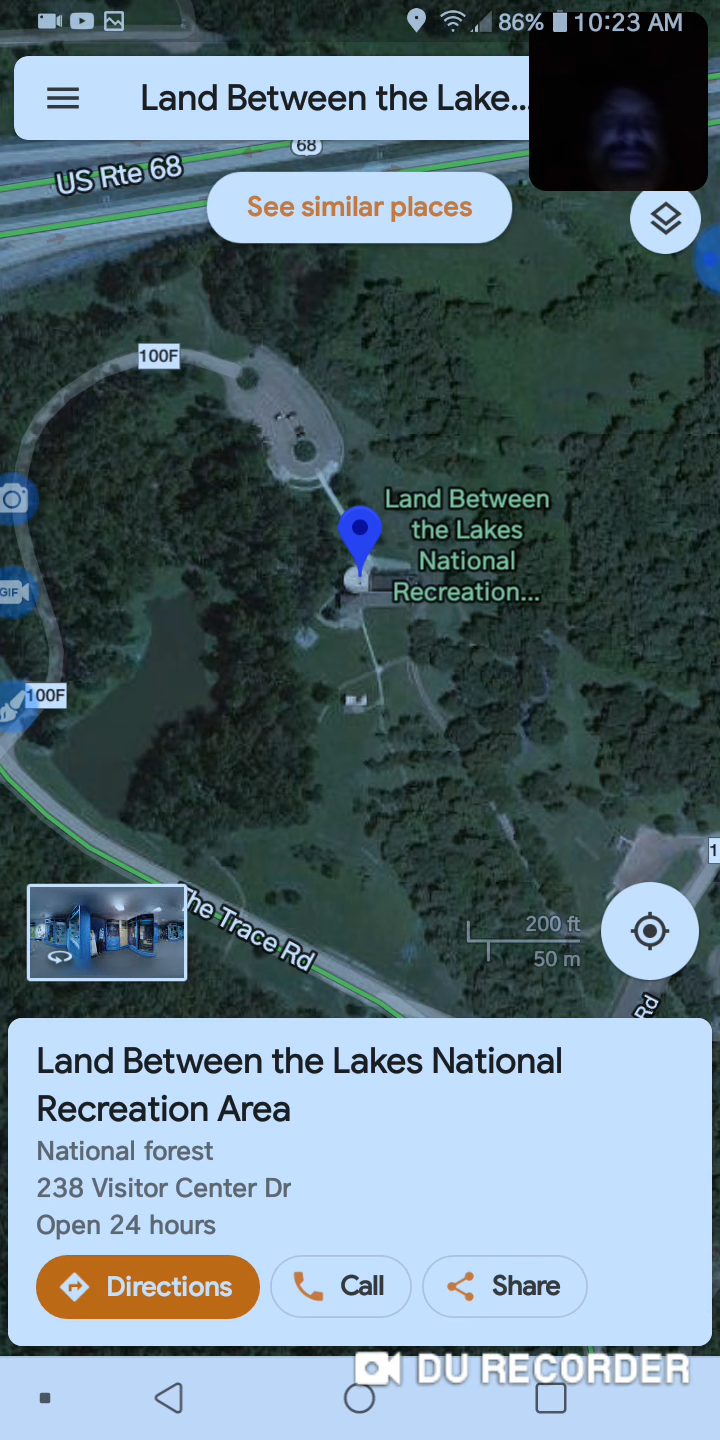 86% 10:23 AM
Land Between the Lake...
68
US Rte 68
See similar places
100F
Land Between
the Lakes
National
Recreation...
GIF
100F
1
The Trace Rd
200 ft
50 m
Rd
Land Between the Lakes National
Recreation Area
National forest
238 Visitor Center Dr
Open 24 hours
Directions
Call
Share
DU RECORDER